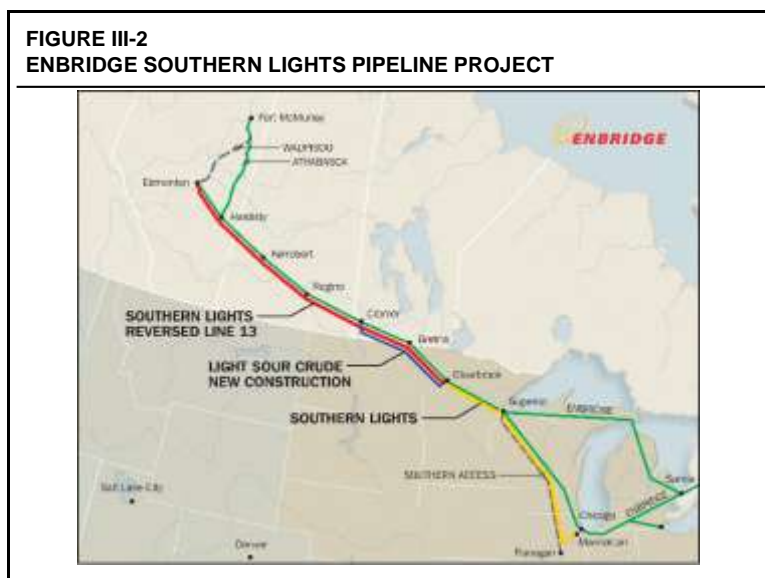 FIGURE III-2
ENBRIDGE SOUTHERN LIGHTS PIPELINE PROJECT
ENBRIDGE
Fort McMurray
WAUPISOO
ATHABASCA
Edmonton
Hardisty
Kerrobert
Regina
SOUTHERN LIGHTS
REVERSED LINE 13
Cromer
Gretna
LIGHT SOUR CRUDE
NEW CONSTRUCTION
Clearbrook
Superior
ENBRIDGE
SOUTHERN LIGHTS
SOUTHERN ACCESS
Salt Lake City
Sarnia
ENBRIDGE
Chicago
Manhattan
Flanagan
Denver